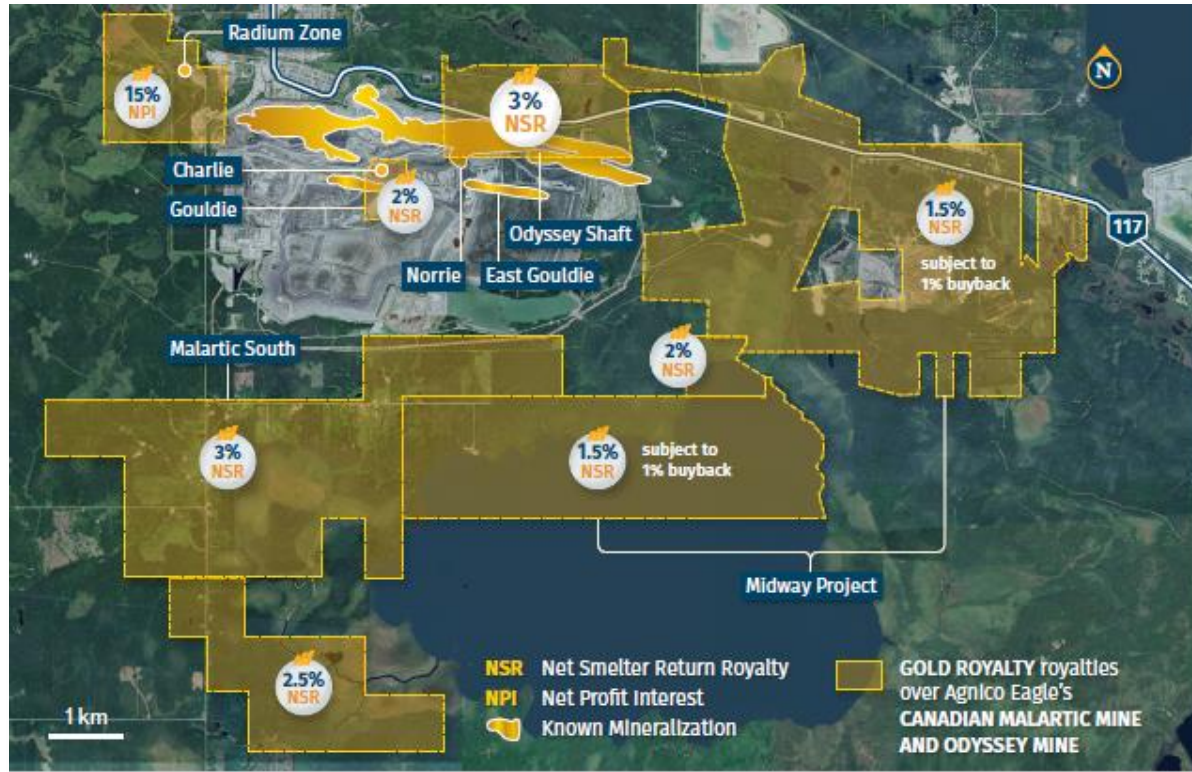 Radium Zone
N
15%
NPI
3%
NSR
Charlie
Gouldie
2%
NSR
1.5%
NSR
subject to
1% buyback
117
Odyssey Shaft
Norrie
East Gouldie
Malartic South
2%
NSR
3%
NSR
1.5%
NSR
subject to
1% buyback
Midway Project
2.5%
NSR
1 km
NSR Net Smelter Return Royalty
NPI Net Profit Interest
Known Mineralization
GOLD ROYALTY royalties
over Agnico Eagle's
CANADIAN MALARTIC MINE
AND ODYSSEY MINE